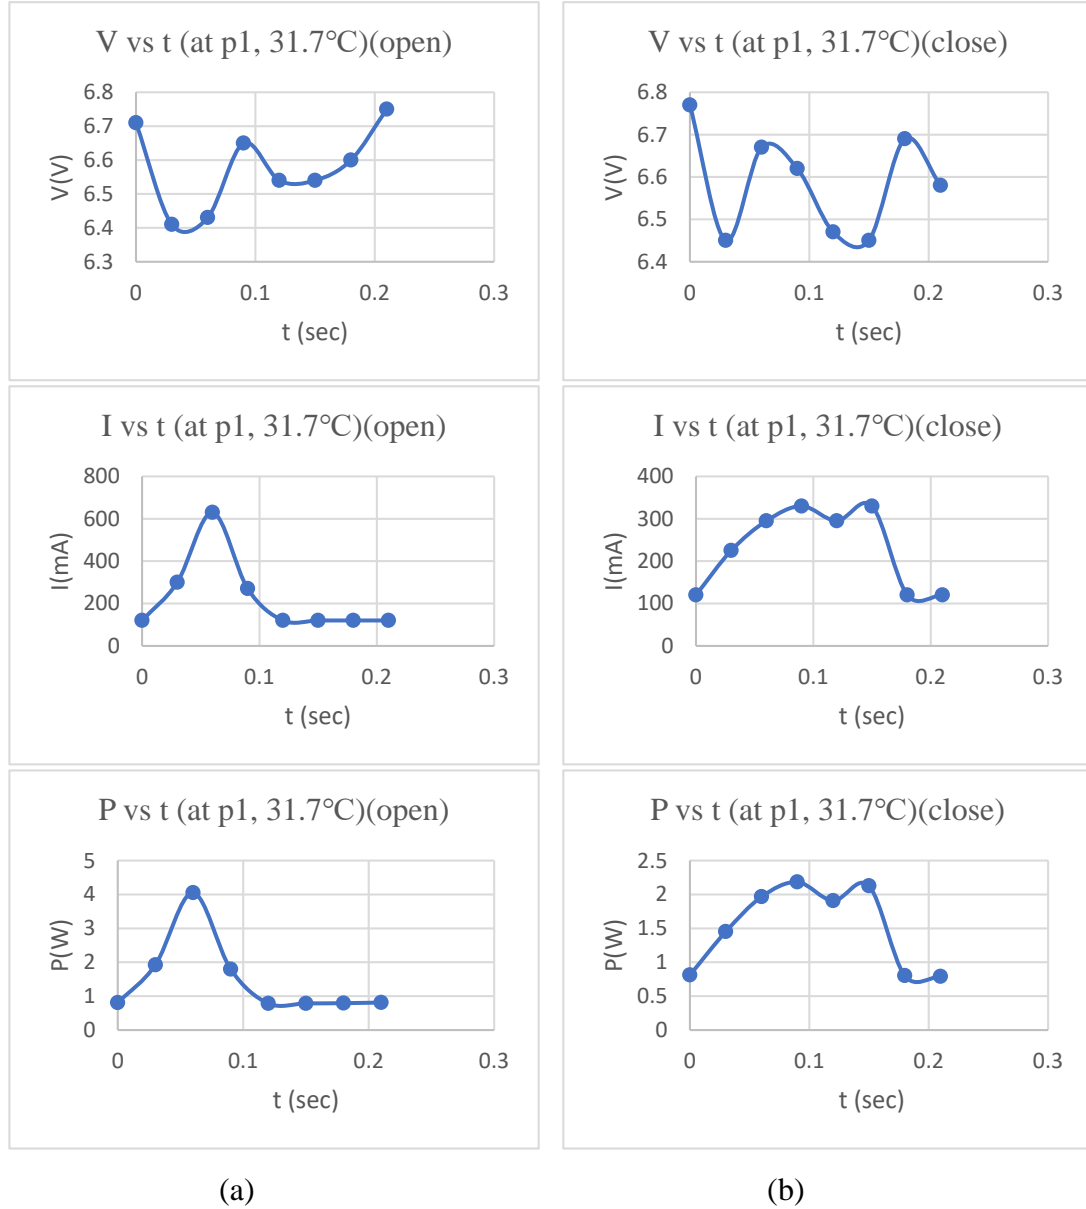 V vs t (at p1, 31.7°C)(open)
V(V)
6.8
6.7
6.6
6.5
6.4
6.3
0 0.1 0.2 0.3
t (sec)
V vs t (at p1, 31.7°C)(close)
V(V)
6.8
6.7
6.6
6.5
6.4
0 0.1 0.2 0.3
t (sec)
I vs t (at p1, 31.7°C)(open)
I(mA)
800
600
400
200
0
0 0.1 0.2 0.3
t (sec)
I vs t (at p1, 31.7°C)(close)
I(mA)
400
300
200
100
0
0 0.1 0.2 0.3
t (sec)
P vs t (at p1, 31.7°C)(open)
P(W)
5
4
3
2
1
0
0 0.1 0.2 0.3
t (sec)
P vs t (at p1, 31.7°C)(close)
P(W)
2.5
2
1.5
1
0.5
0
0 0.1 0.2 0.3
t (sec)
(a)
(b)